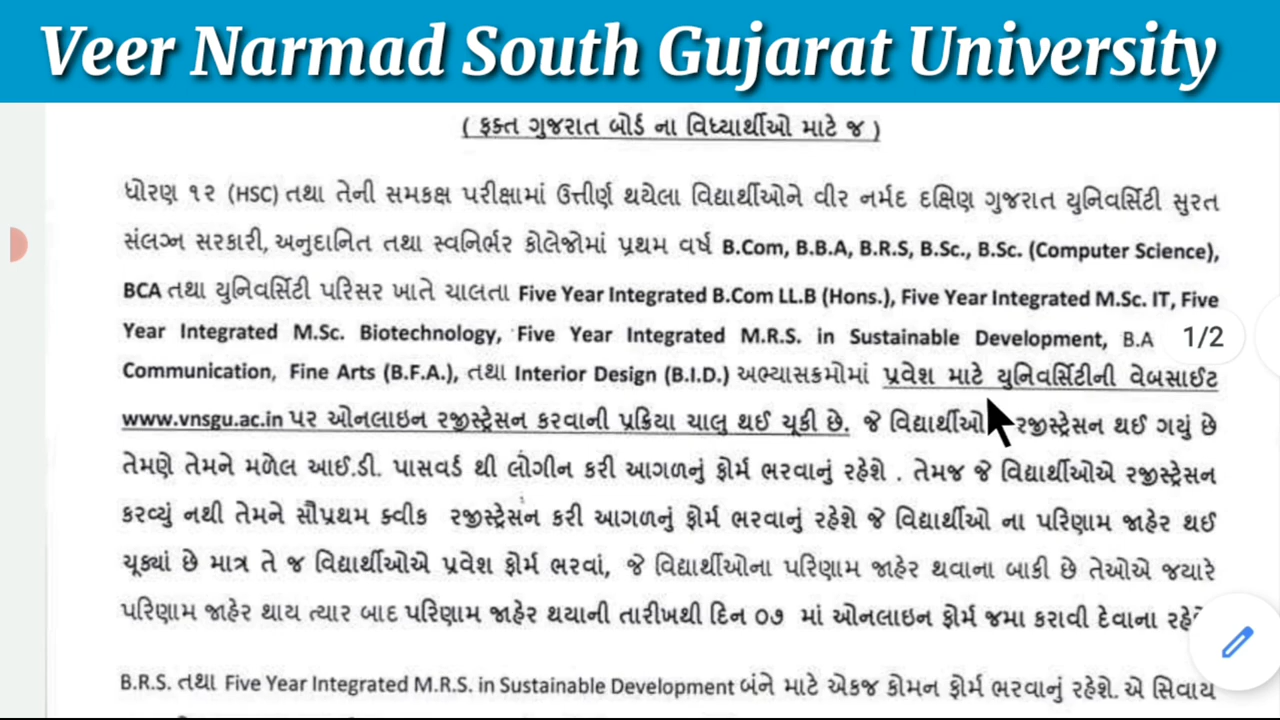 Veer Narmad South Gujarat University
( ફક્ત ગુજરાત બોર્ડ ના વિધ્યાર્થીઓ માટે જ )
ધોરણ ૧૨ (HSC) તથા તેની સમકક્ષ પરીક્ષામાં ઉત્તીર્ણ થયેલા વિદ્યાર્થીઓને વીર નર્મદ દક્ષિણ ગુજરાત યુનિવર્સિટી સુરત
સંલગ્ન સરકારી, અનુદાનિત તથા સ્વનિર્ભર કોલેજોમાં પ્રથમ વર્ષ B.Com, B.B.A, B.R.S, B.Sc., B.Sc. (Computer Science),
BCA તથા યુનિવર્સિટી પરિસર ખાતે ચાલતા Five Year Integrated B.Com LL.B (Hons.), Five Year Integrated M.Sc. IT, Five
Year Integrated M.Sc. Biotechnology, Five Year Integrated M.R.S. in Sustainable Development, B.A
1/2
Communication, Fine Arts (B.F.A.), તથા Interior Design (B.I.D.) અભ્યાસક્રમોમાં પ્રવેશ માટે યુનિવર્સિટીની વેબસાઈટ
www.vnsgu.ac.in પર ઓનલાઇન રજીસ્ટ્રેસન કરવાની પ્રક્રિયા ચાલુ થઈ ચૂકી છે. જે વિદ્યાર્થીઓ રજીસ્ટ્રેસન થઈ ગયું છે
તેમણે તેમને મળેલ આઈ.ડી. પાસવર્ડ થી લોગીન કરી આગળનું ફોર્મ ભરવાનું રહેશે . તેમજ જે વિદ્યાર્થીઓએ રજીસ્ટ્રેસન
કરવ્યું નથી તેમને સૌપ્રથમ ક્વીક રજીસ્ટ્રેસન કરી આગળનું ફોર્મ ભરવાનું રહેશે જે વિદ્યાર્થીઓ ના પરિણામ જાહેર થઈ
ચૂક્યાં છે માત્ર તે જ વિદ્યાર્થીઓએ પ્રવેશ ફોર્મ ભરવાં, જે વિદ્યાર્થીઓના પરિણામ જાહેર થવાના બાકી છે તેઓએ જયારે
પરિણામ જાહેર થાય ત્યાર બાદ પરિણામ જાહેર થયાની તારીખથી દિન ૦૭ માં ઓનલાઇન ફોર્મ જમા કરાવી દેવાના
B.R.S. તથા Five Year Integrated M.R.S. in Sustainable Development બંને માટે એકજ કોમન ફોર્મ ભરવાનું રહેશે. એ સિવાય